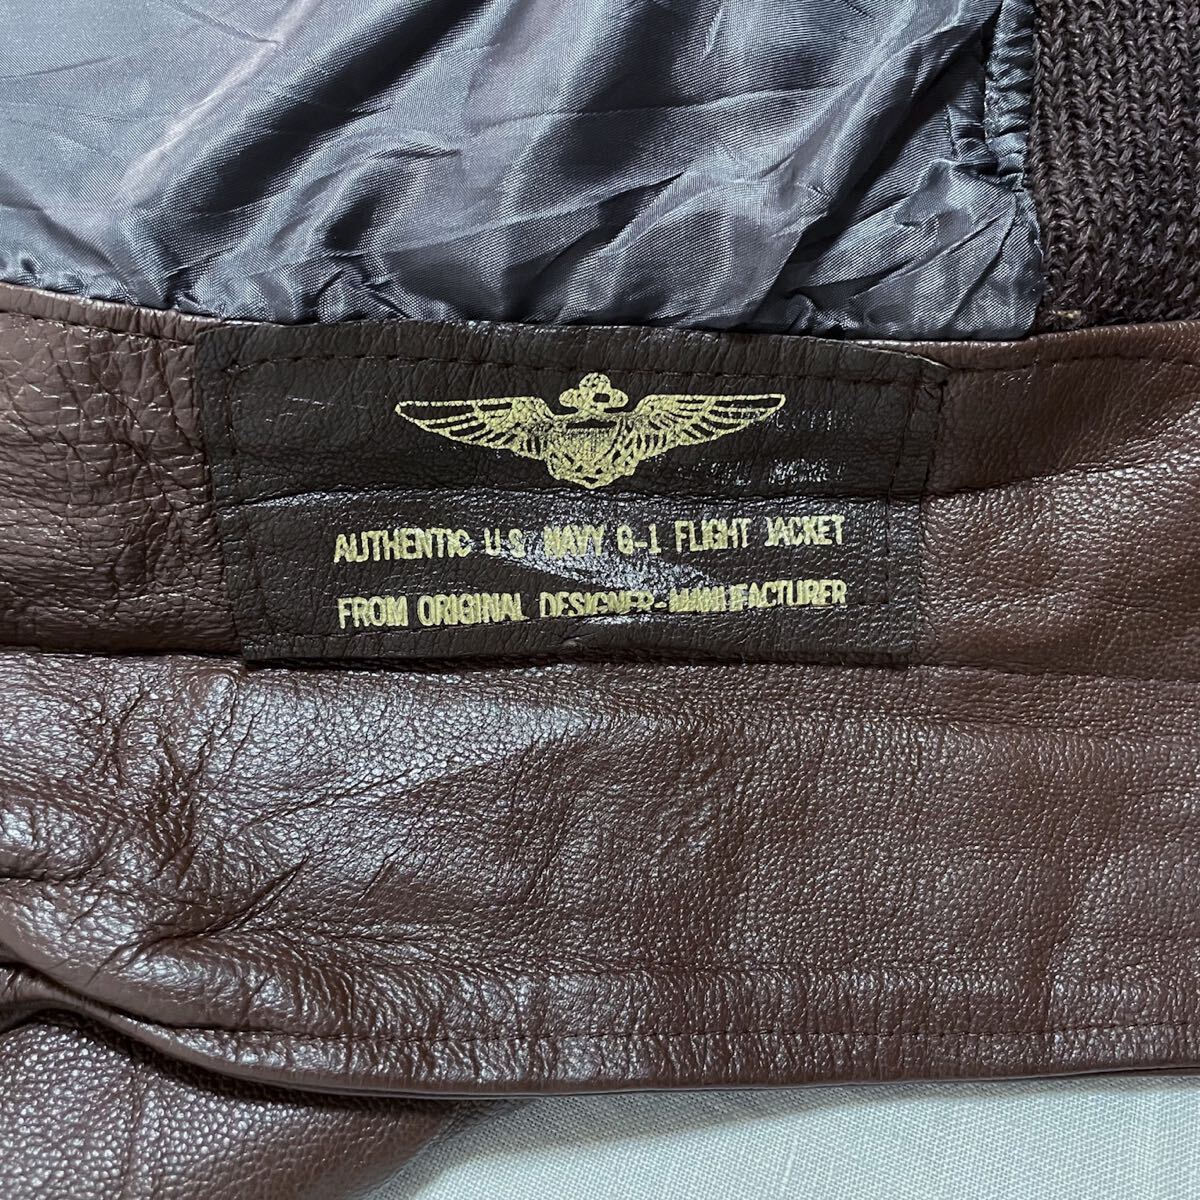 AUTHENTIC U.S. NAVY G-1 FLIGHT JACKET
FROM ORIGINAL DESIGNER-MANUFACTURER